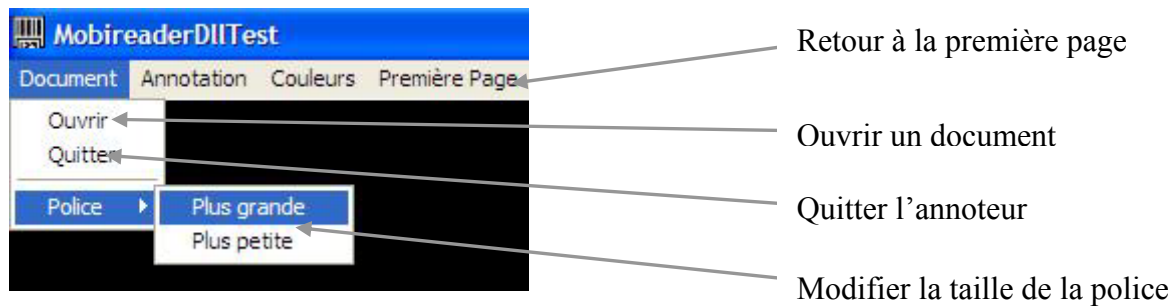 MobireaderDllTest
Document Annotation Couleurs Première Page
Ouvrir
Quitter
Police
Plus grande
Plus petite
Retour à la première page
Ouvrir un document
Quitter l’annoteur
Modifier la taille de la police